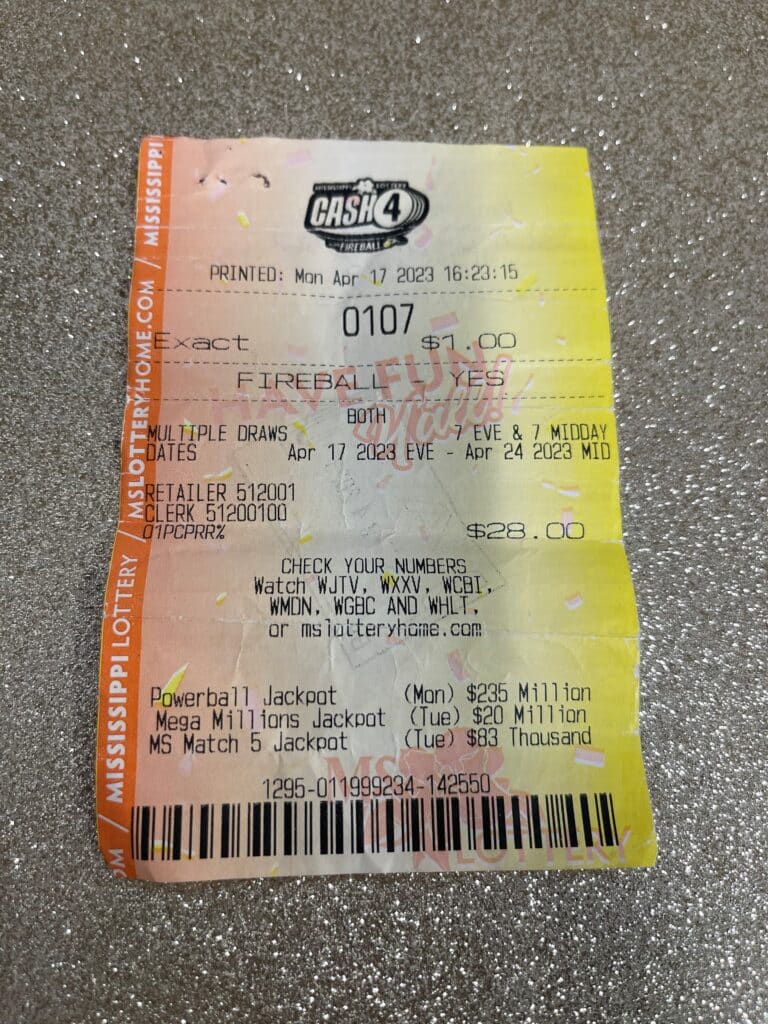 MISSISSIPPI LOTTERY
CASH 4
FIREBALL
PRINTED: Mon Apr 17 2023 16:23:15
0107
Exact $1.00
FIREBALL - YES
HAVE FUN
Y'all!
BOTH
MULTIPLE DRAWS 7 EVE & 7 MIDDAY
DATES Apr 17 2023 EVE - Apr 24 2023 MID
RETAILER 512001
CLERK 51200100
01PCPRR% $28.00
CHECK YOUR NUMBERS
Watch WJTV, WXXV, WCBI,
WMDN, WGBC AND WHLT,
or mslotteryhome.com
Powerball Jackpot (Mon) $235 Million
Mega Millions Jackpot (Tue) $20 Million
MS Match 5 Jackpot (Tue) $83 Thousand
1295-011999234-142550
MS
LOTTERY
OM / MISSISSIPPI LOTTERY / MSLOTTERYHOME.COM / MISSISSIPPI